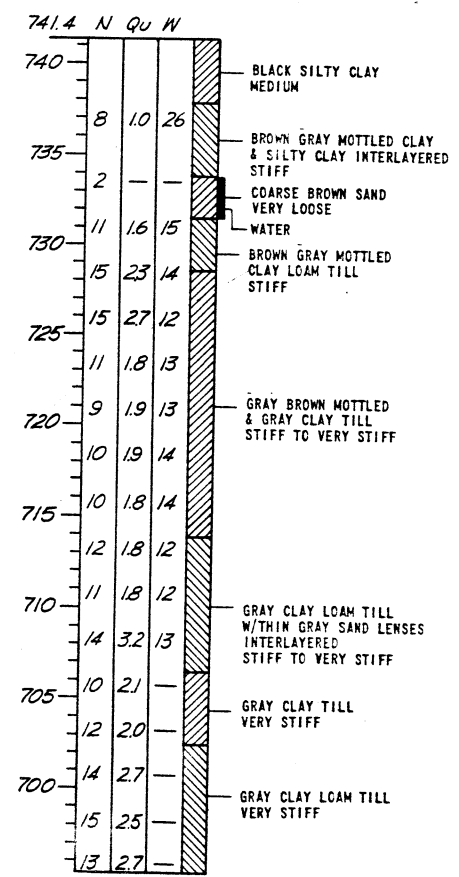 741.4 N Qu W
740
BLACK SILTY CLAY
MEDIUM
8 1.0 26
735
BROWN GRAY MOTTLED CLAY
& SILTY CLAY INTERLAYERED
STIFF
2 — —
COARSE BROWN SAND
VERY LOOSE
WATER
11 1.6 15
730
BROWN GRAY MOTTLED
CLAY LOAM TILL
STIFF
15 2.3 14
15 2.7 12
725
11 1.8 13
9 1.9 13
GRAY BROWN MOTTLED
& GRAY CLAY TILL
STIFF TO VERY STIFF
720
10 1.9 14
10 1.8 14
715
12 1.8 12
11 1.8 12
710
GRAY CLAY LOAM TILL
W/THIN GRAY SAND LENSES
INTERLAYERED
STIFF TO VERY STIFF
14 3.2 13
10 2.1 —
705
GRAY CLAY TILL
VERY STIFF
12 2.0 —
14 2.7 —
700
GRAY CLAY LOAM TILL
VERY STIFF
15 2.5 —
13 2.7 —